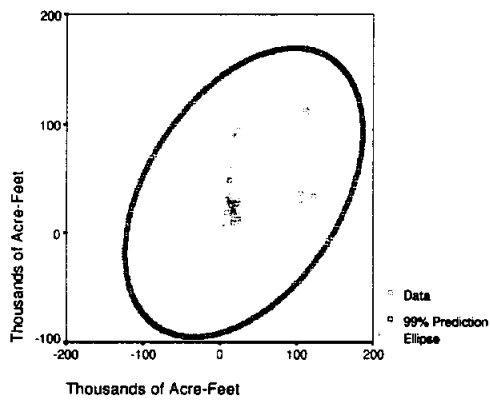 200
100
0
-100
Thousands of Acre-Feet
-200
-100
0
100
200
Thousands of Acre-Feet
Data
99% Prediction
Ellipse